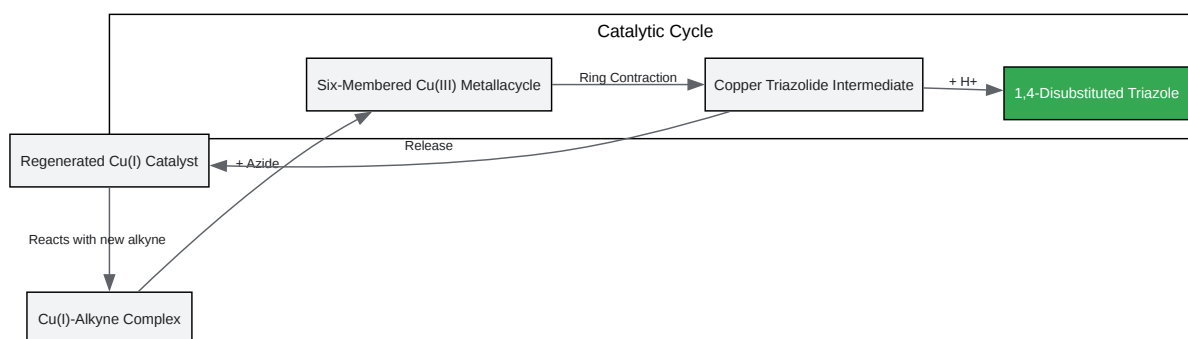 Catalytic Cycle
Six-Membered Cu(III) Metallacycle
Ring Contraction
Copper Triazolide Intermediate
+ H+
1,4-Disubstituted Triazole
Release
Regenerated Cu(I) Catalyst
+ Azide
Reacts with new alkyne
Cu(I)-Alkyne Complex